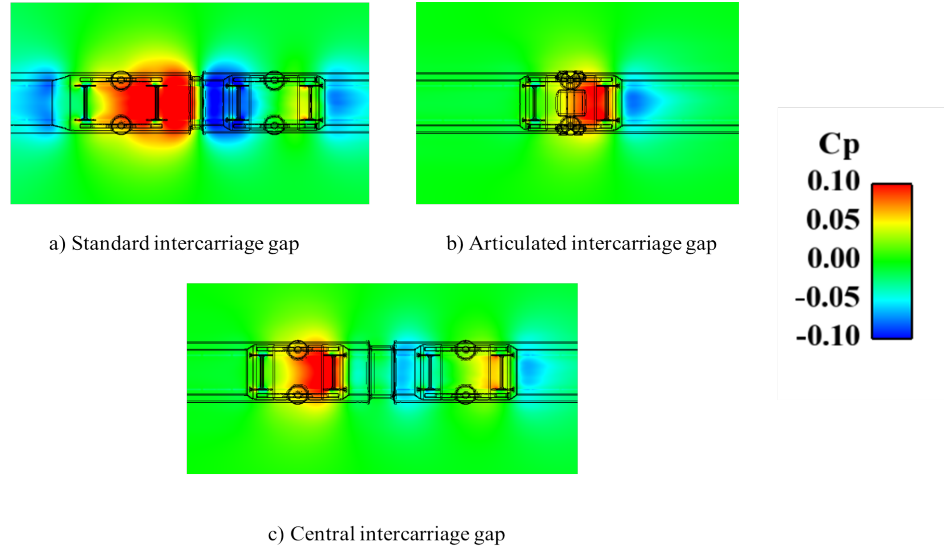 a) Standard intercarriage gap
b) Articulated intercarriage gap
c) Central intercarriage gap
Cp
0.10
0.05
0.00
-0.05
-0.10